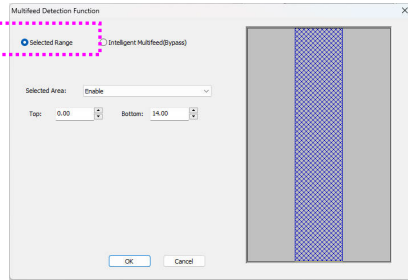 Multifeed Detection Function
Selected Range Intelligent Multifeed(Bypass)
Selected Area: Enable
Top: 0.00 Bottom: 14.00
OK Cancel